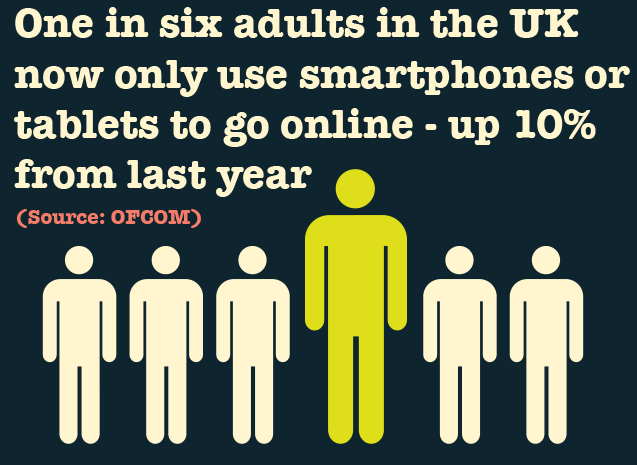 One in six adults in the UK
now only use smartphones or
tablets to go online - up 10%
from last year
(Source: OFCOM)